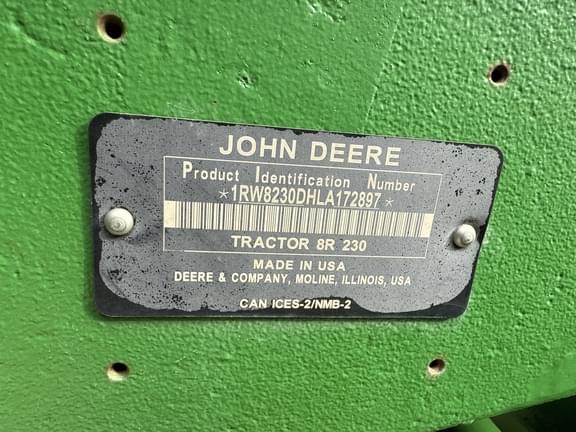 JOHN DEERE
Product Identification Number
*1RW8230DHLA172897*
TRACTOR 8R 230
MADE IN USA
DEERE & COMPANY, MOLINE, ILLINOIS, USA
CAN ICES-2/NMB-2